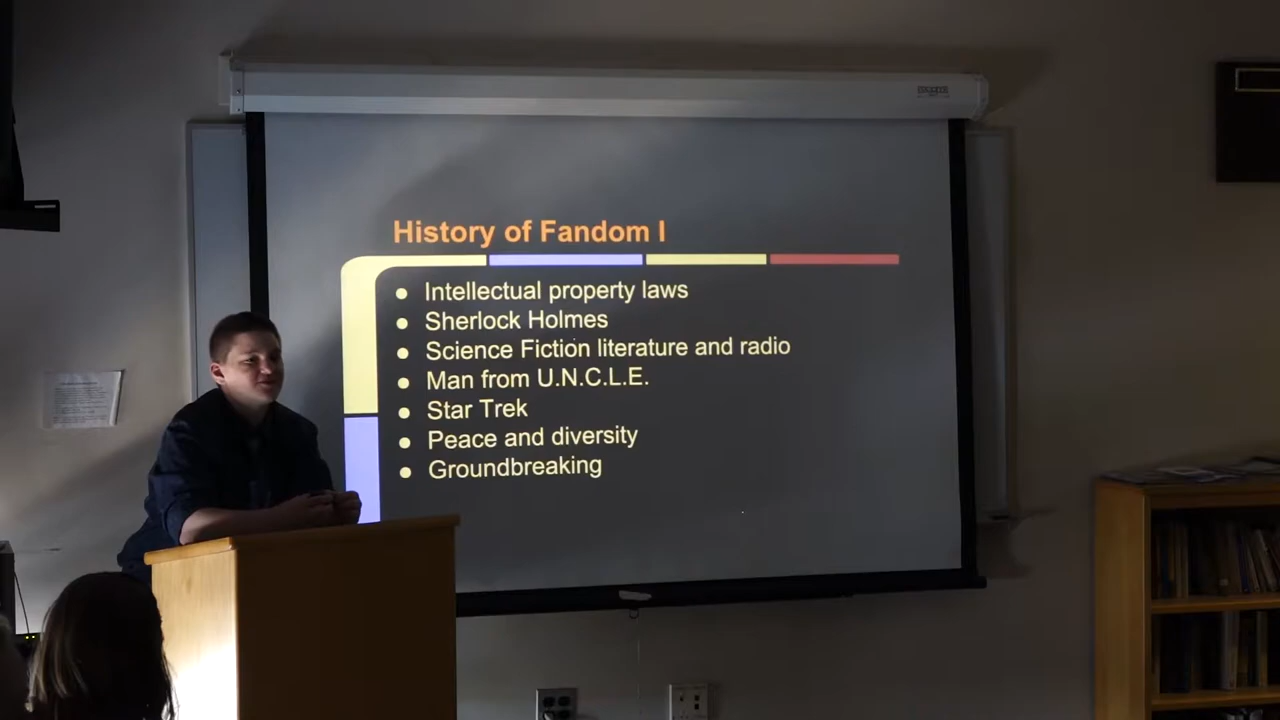 History of Fandom I
● Intellectual property laws
● Sherlock Holmes
● Science Fiction literature and radio
● Man from U.N.C.L.E.
● Star Trek
● Peace and diversity
● Groundbreaking